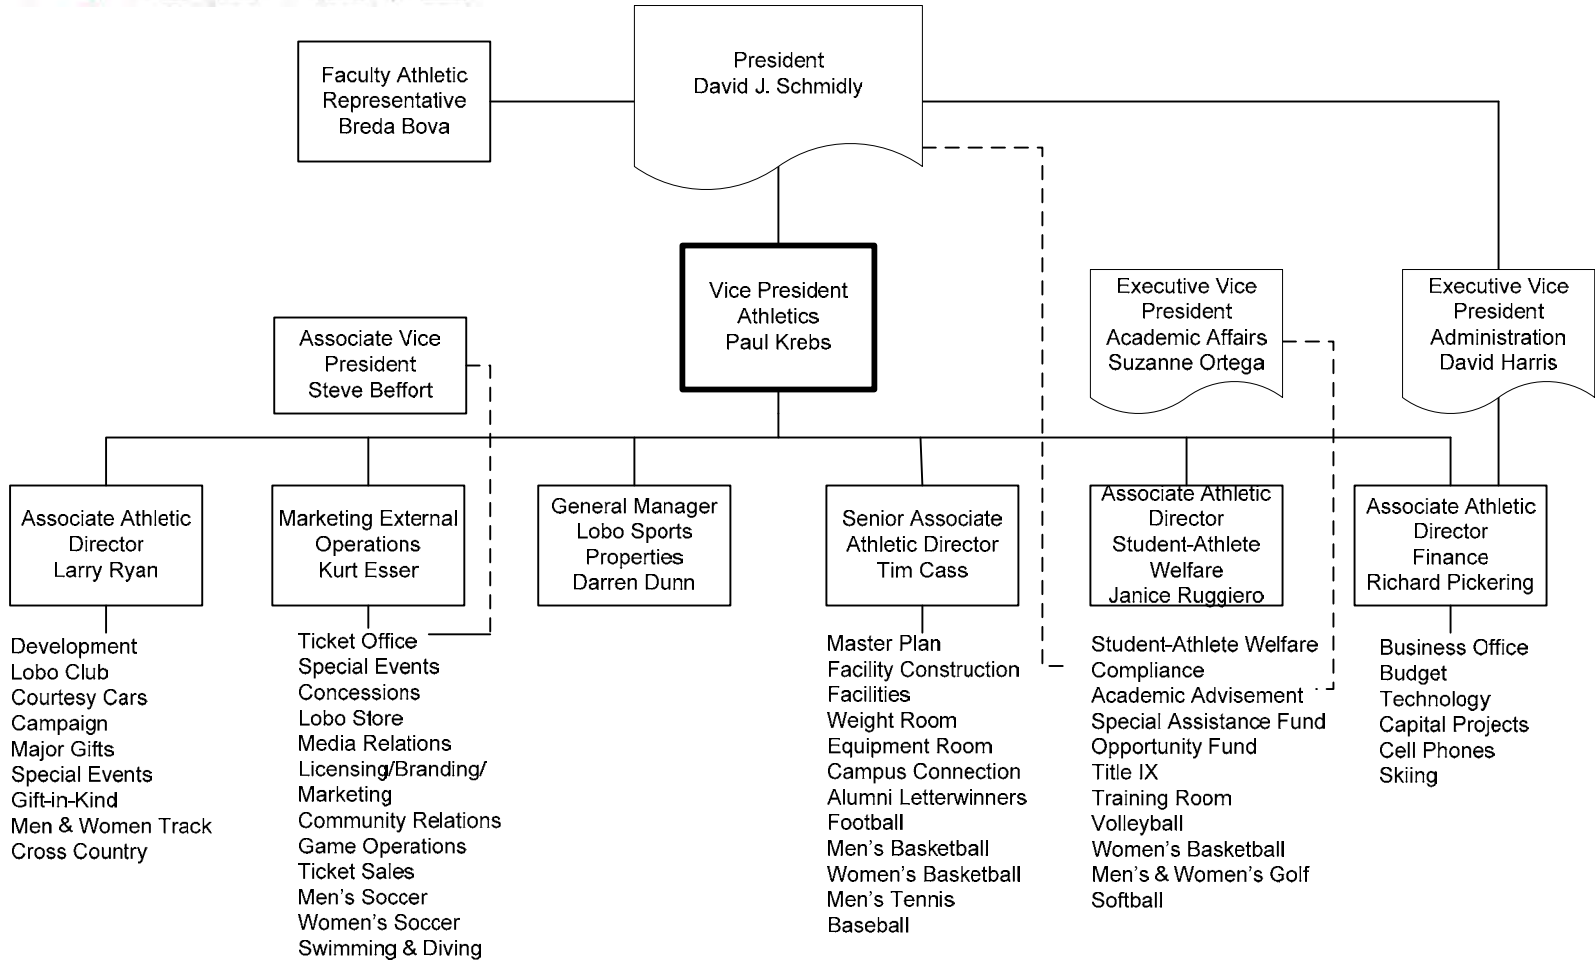 President
David J. Schmidly
Faculty Athletic
Representative
Breda Bova
Vice President
Athletics
Paul Krebs
Executive Vice
President
Academic Affairs
Suzanne Ortega
Executive Vice
President
Administration
David Harris
Associate Vice
President
Steve Beffort
Associate Athletic
Director
Larry Ryan
Marketing External
Operations
Kurt Esser
General Manager
Lobo Sports
Properties
Darren Dunn
Senior Associate
Athletic Director
Tim Cass
Associate Athletic
Director
Student-Athlete
Welfare
Janice Ruggiero
Associate Athletic
Director
Finance
Richard Pickering
Development
Lobo Club
Courtesy Cars
Campaign
Major Gifts
Special Events
Gift-in-Kind
Men & Women Track
Cross Country
Ticket Office
Special Events
Concessions
Lobo Store
Media Relations
Licensing/Branding/
Marketing
Community Relations
Game Operations
Ticket Sales
Men's Soccer
Women's Soccer
Swimming & Diving
Master Plan
Facility Construction
Facilities
Weight Room
Equipment Room
Campus Connection
Alumni Letterwinners
Football
Men's Basketball
Women's Basketball
Men's Tennis
Baseball
Student-Athlete Welfare
Compliance
Academic Advisement
Special Assistance Fund
Opportunity Fund
Title IX
Training Room
Volleyball
Women's Basketball
Men's & Women's Golf
Softball
Business Office
Budget
Technology
Capital Projects
Cell Phones
Skiing